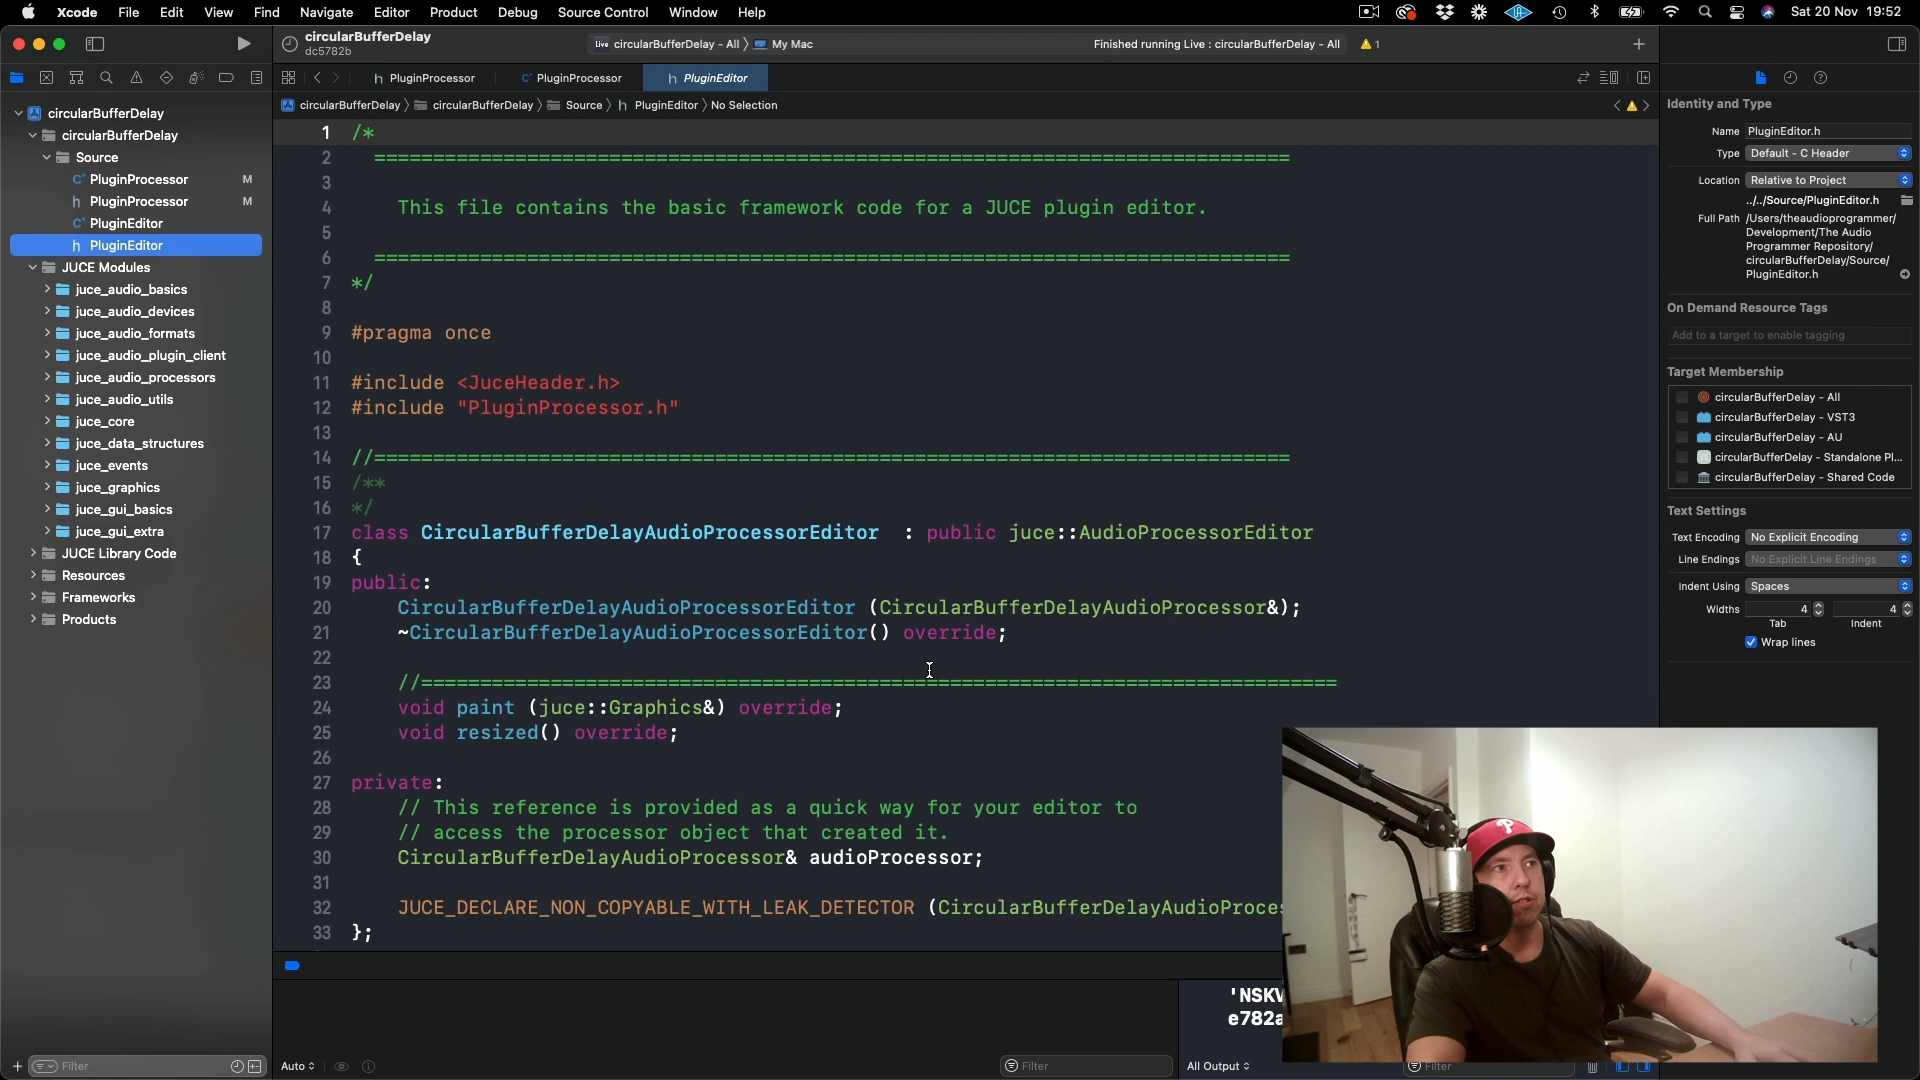 Xcode File Edit View Find Navigate Editor Product Debug Source Control Window Help
Sat 20 Nov 19:52
circularBufferDelay
dc5782b
Live circularBufferDelay - All My Mac
Finished running Live : circularBufferDelay - All
1
PluginProcessor
PluginProcessor
PluginEditor
circularBufferDelay circularBufferDelay Source PluginEditor No Selection
circularBufferDelay
circularBufferDelay
Source
PluginProcessor M
PluginProcessor M
PluginEditor
PluginEditor
JUCE Modules
juce_audio_basics
juce_audio_devices
juce_audio_formats
juce_audio_plugin_client
juce_audio_processors
juce_audio_utils
juce_core
juce_data_structures
juce_events
juce_graphics
juce_gui_basics
juce_gui_extra
JUCE Library Code
Resources
Frameworks
Products
Filter
1 /*
2 ==============================================================================
3
4 This file contains the basic framework code for a JUCE plugin editor.
5
6 ==============================================================================
7 */
8
9 #pragma once
10
11 #include <JuceHeader.h>
12 #include "PluginProcessor.h"
13
14 //==============================================================================
15 /**
16 */
17 class CircularBufferDelayAudioProcessorEditor  : public juce::AudioProcessorEditor
18 {
19 public:
20 CircularBufferDelayAudioProcessorEditor (CircularBufferDelayAudioProcessor&);
21 ~CircularBufferDelayAudioProcessorEditor() override;
22
23 //==============================================================================
24 void paint (juce::Graphics&) override;
25 void resized() override;
26
27 private:
28 // This reference is provided as a quick way for your editor to
29 // access the processor object that created it.
30 CircularBufferDelayAudioProcessor& audioProcessor;
31
32 JUCE_DECLARE_NON_COPYABLE_WITH_LEAK_DETECTOR (CircularBufferDelayAudioProces
33 };
Auto
Filter
'NSKV
e782a
All Output
Filter
Identity and Type
Name PluginEditor.h
Type Default - C Header
Location Relative to Project
../../Source/PluginEditor.h
Full Path /Users/theaudioprogrammer/
Development/The Audio
Programmer Repository/
circularBufferDelay/Source/
PluginEditor.h
On Demand Resource Tags
Add to a target to enable tagging
Target Membership
circularBufferDelay - All
circularBufferDelay - VST3
circularBufferDelay - AU
circularBufferDelay - Standalone Pl...
circularBufferDelay - Shared Code
Text Settings
Text Encoding No Explicit Encoding
Line Endings No Explicit Line Endings
Indent Using Spaces
Widths 4 4
Tab Indent
Wrap lines
P